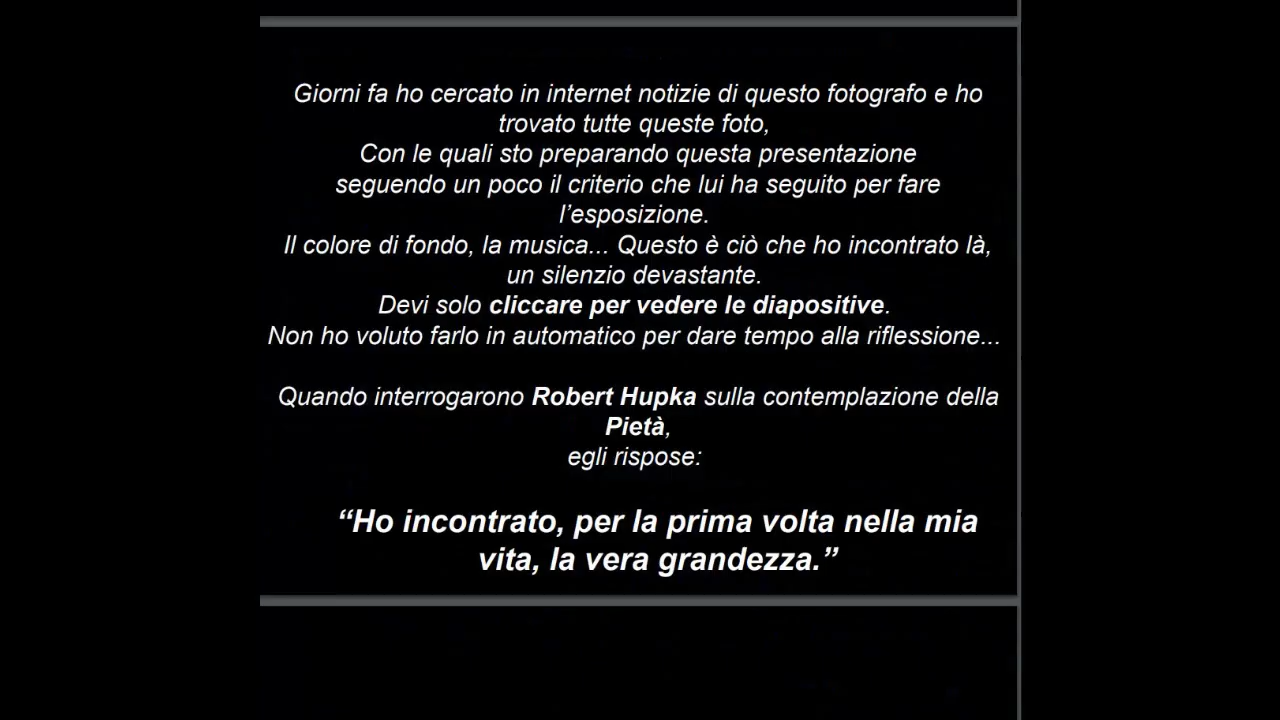 Giorni fa ho cercato in internet notizie di questo fotografo e ho
trovato tutte queste foto,
Con le quali sto preparando questa presentazione
seguendo un poco il criterio che lui ha seguito per fare
l’esposizione.
Il colore di fondo, la musica... Questo è ciò che ho incontrato là,
un silenzio devastante.
Devi solo cliccare per vedere le diapositive.
Non ho voluto farlo in automatico per dare tempo alla riflessione...
Quando interrogarono Robert Hupka sulla contemplazione della
Pietà,
egli rispose:
“Ho incontrato, per la prima volta nella mia
vita, la vera grandezza.”